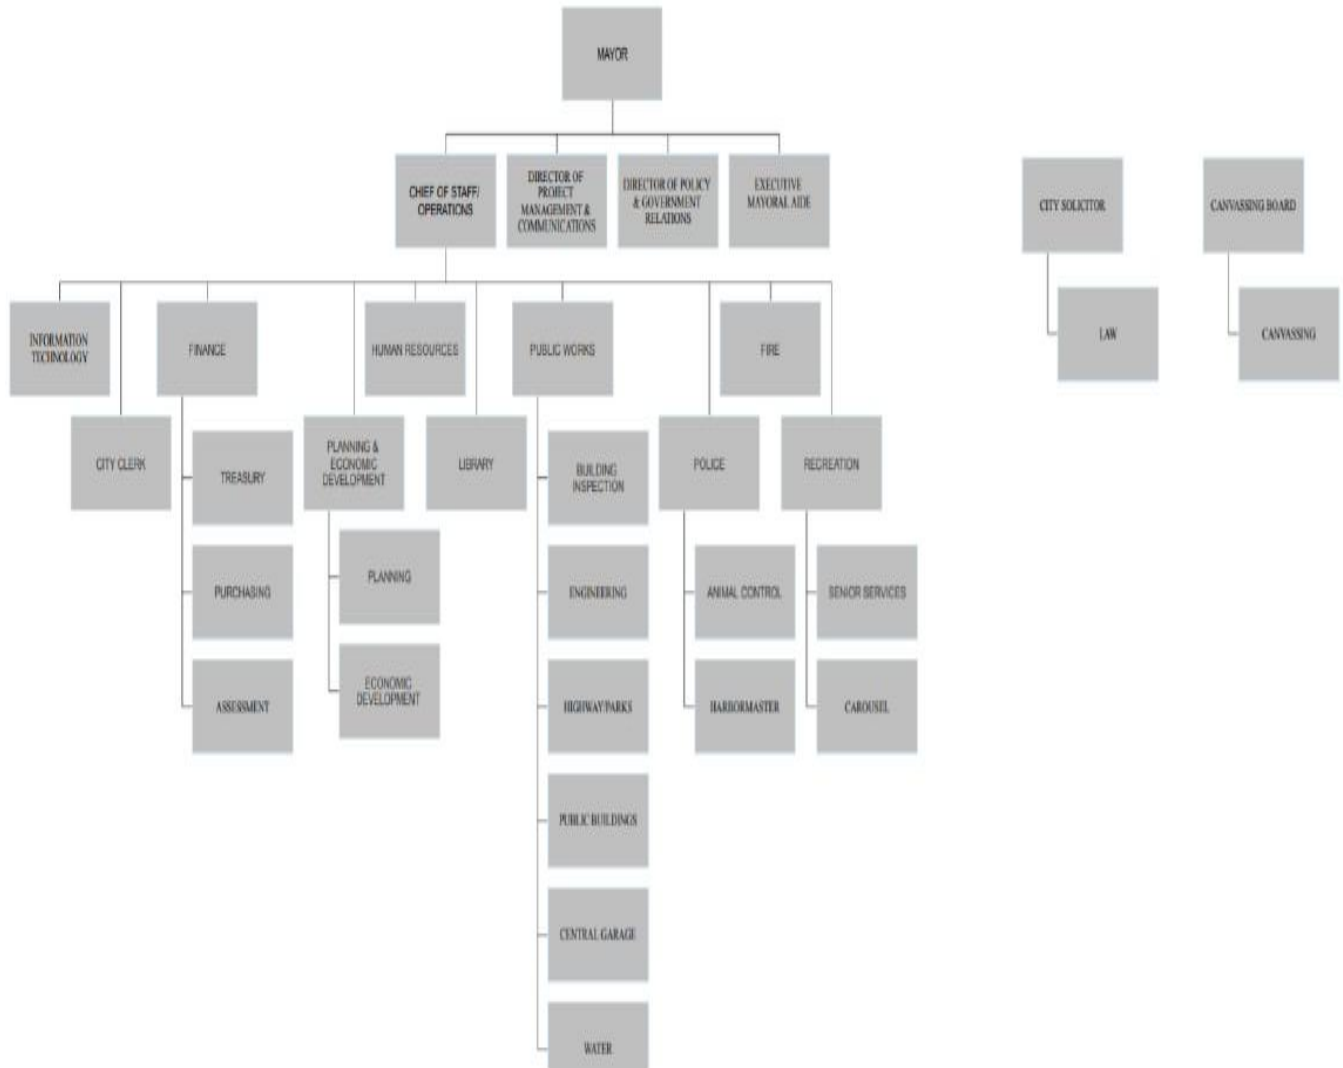 MAYOR
CHIEF OF STAFF/
OPERATIONS
DIRECTOR OF
PROJECT
MANAGEMENT &
COMMUNICATIONS
DIRECTOR OF POLICY
& GOVERNMENT
RELATIONS
EXECUTIVE
MAYORAL AIDE
CITY SOLICITOR
CANVASSING BOARD
LAW
CANVASSING
INFORMATION
TECHNOLOGY
FINANCE
HUMAN RESOURCES
PUBLIC WORKS
FIRE
CITY CLERK
TREASURY
PLANNING &
ECONOMIC
DEVELOPMENT
LIBRARY
BUILDING
INSPECTION
POLICE
RECREATION
PURCHASING
PLANNING
ENGINEERING
ANIMAL CONTROL
SENIOR SERVICES
ASSESSMENT
ECONOMIC
DEVELOPMENT
HIGHWAY/PARKS
HARBORMASTER
CAROUSEL
PUBLIC BUILDINGS
CENTRAL GARAGE
WATER